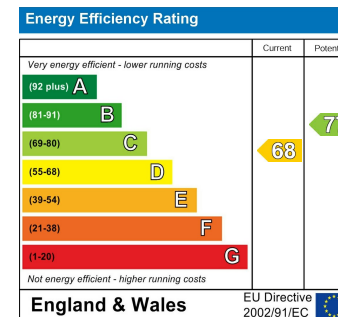 Energy Efficiency Rating
Current
Very energy efficient - lower running costs
(92 plus) A
(81-91) B
(69-80) C
(55-68) D
(39-54) E
(21-38) F
(1-20) G
68
Not energy efficient - higher running costs
England & Wales
EU Directive
2002/91/EC